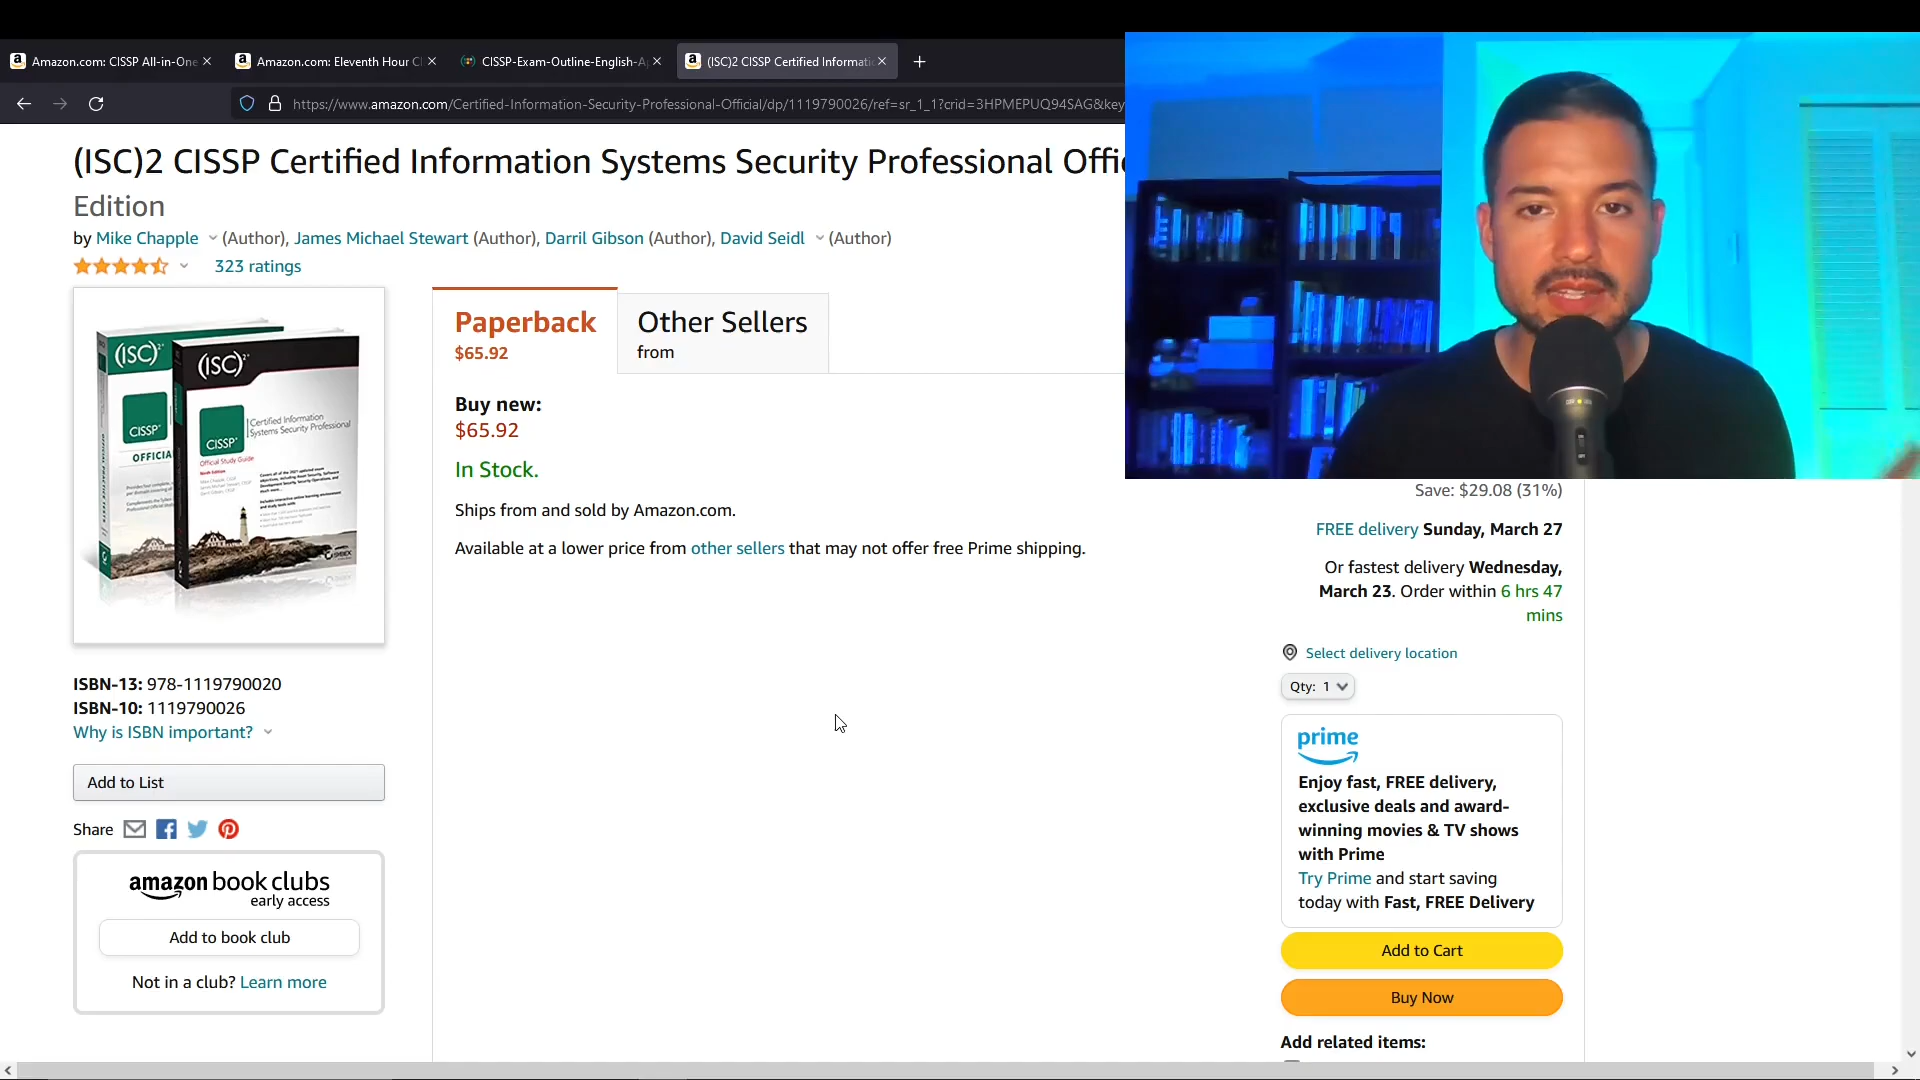 Amazon.com: CISSP All-in-One
Amazon.com: Eleventh Hour C
CISSP-Exam-Outline-English-A
(ISC)2 CISSP Certified Informati
https://www.amazon.com/Certified-Information-Security-Professional-Official/dp/1119790026/ref=sr_1_1?crid=3HPMEPUQ94SAG&key
(ISC)2 CISSP Certified Information Systems Security Professional Offi
Edition
by Mike Chapple (Author), James Michael Stewart (Author), Darril Gibson (Author), David Seidl (Author)
323 ratings
(ISC)2
CISSP
OFFICIA
(ISC)2
CISSP
Certified Information
Systems Security Professional
Official Study Guide
Paperback
$65.92
Other Sellers
from
Buy new:
$65.92
In Stock.
Ships from and sold by Amazon.com.
Available at a lower price from other sellers that may not offer free Prime shipping.
ISBN-13: 978-1119790020
ISBN-10: 1119790026
Why is ISBN important?
Add to List
Share
amazon book clubs
early access
Add to book club
Not in a club? Learn more
Save: $29.08 (31%)
FREE delivery Sunday, March 27
Or fastest delivery Wednesday,
March 23. Order within 6 hrs 47
mins
Select delivery location
Qty: 1
prime
Enjoy fast, FREE delivery,
exclusive deals and award-
winning movies & TV shows
with Prime
Try Prime and start saving
today with Fast, FREE Delivery
Add to Cart
Buy Now
Add related items: